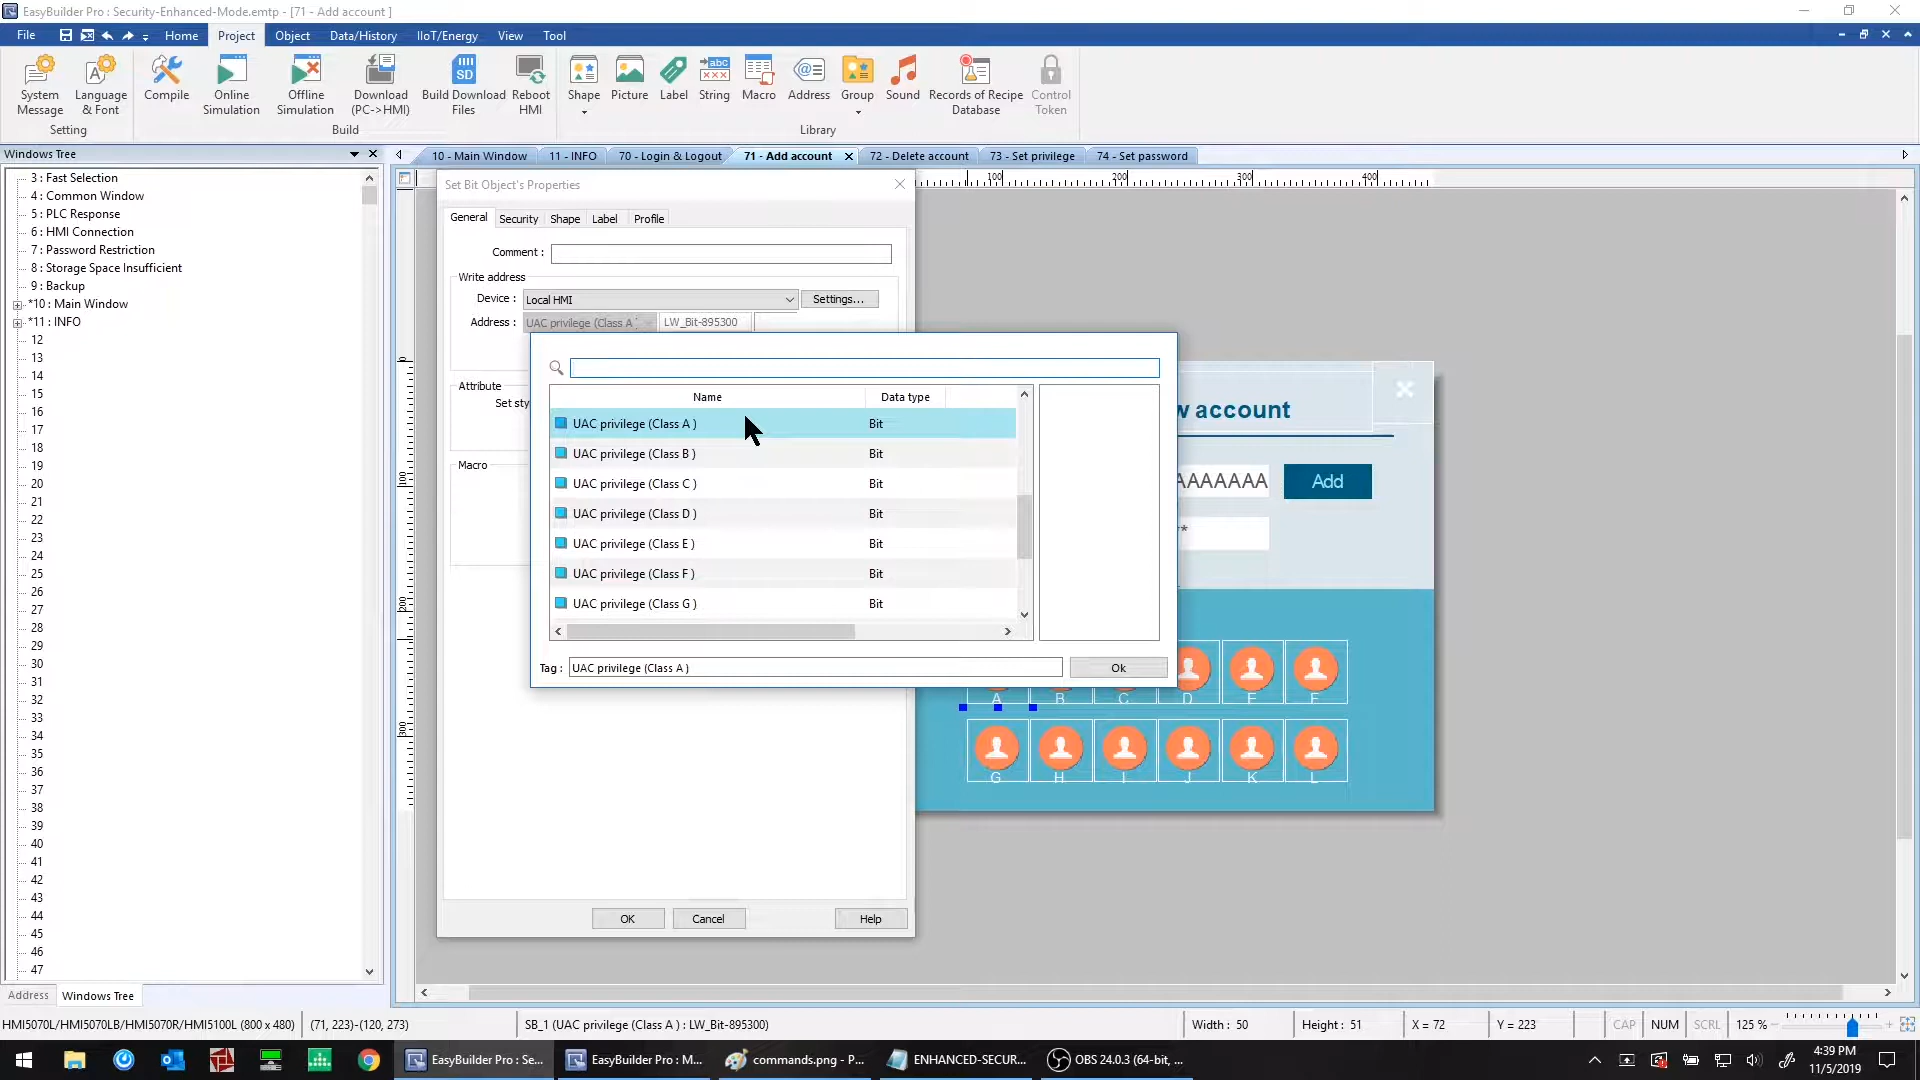 EasyBuilder Pro : Security-Enhanced-Mode.emtp - [71 - Add account ]
File Home Project Object Data/History IIoT/Energy View Tool
System Message
Language & Font
Compile
Online Simulation
Offline Simulation
Download (PC->HMI)
Build Download Files
Reboot HMI
Shape
Picture
Label
String
Macro
Address
Group
Sound
Records of Recipe Database
Control Token
Setting
Build
Library
SD
abc
Windows Tree
10 - Main Window
11 - INFO
70 - Login & Logout
71 - Add account
72 - Delete account
73 - Set privilege
74 - Set password
3 : Fast Selection
4 : Common Window
5 : PLC Response
6 : HMI Connection
7 : Password Restriction
8 : Storage Space Insufficient
9 : Backup
*10 : Main Window
*11 : INFO
12
13
14
15
16
17
18
19
20
21
22
23
24
25
26
27
28
29
30
31
32
33
34
35
36
37
38
39
40
41
42
43
44
45
46
47
Address Windows Tree
Set Bit Object's Properties
General Security Shape Label Profile
Comment :
Write address
Device : Local HMI Settings...
Address : UAC privilege (Class A LW_Bit-895300
Attribute
Set sty
Macro
Name Data type
UAC privilege (Class A ) Bit
UAC privilege (Class B ) Bit
UAC privilege (Class C ) Bit
UAC privilege (Class D ) Bit
UAC privilege (Class E ) Bit
UAC privilege (Class F ) Bit
UAC privilege (Class G ) Bit
Tag : UAC privilege (Class A ) Ok
OK Cancel Help
100 200 300 400
0
100
200
300
w account
AAAAAAA Add
*
A B C D E F
G H I J K L
HMI5070L/HMI5070LB/HMI5070R/HMI5100L (800 x 480) (71, 223)-(120, 273) SB_1 (UAC privilege (Class A ) : LW_Bit-895300) Width : 50 Height : 51 X = 72 Y = 223 CAP NUM SCRL 125 %
EasyBuilder Pro : Se... EasyBuilder Pro : M... commands.png - P... ENHANCED-SECUR... OBS 24.0.3 (64-bit, ...
4:39 PM
11/5/2019